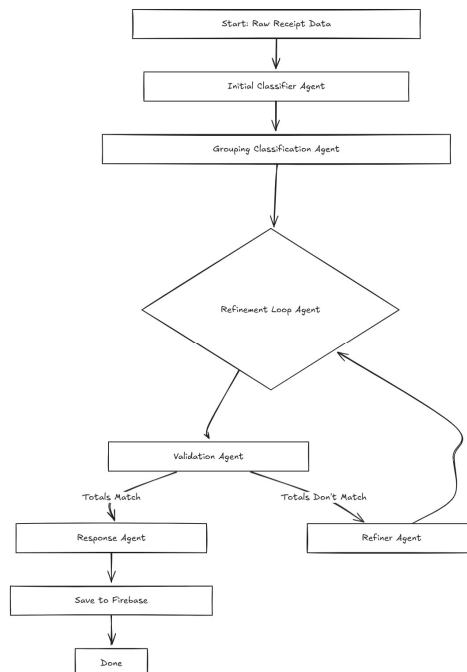 Start: Raw Receipt Data
Initial Classifier Agent
Grouping Classification Agent
Refinement Loop Agent
Validation Agent
Totals Match
Totals Don't Match
Response Agent
Refiner Agent
Save to Firebase
Done